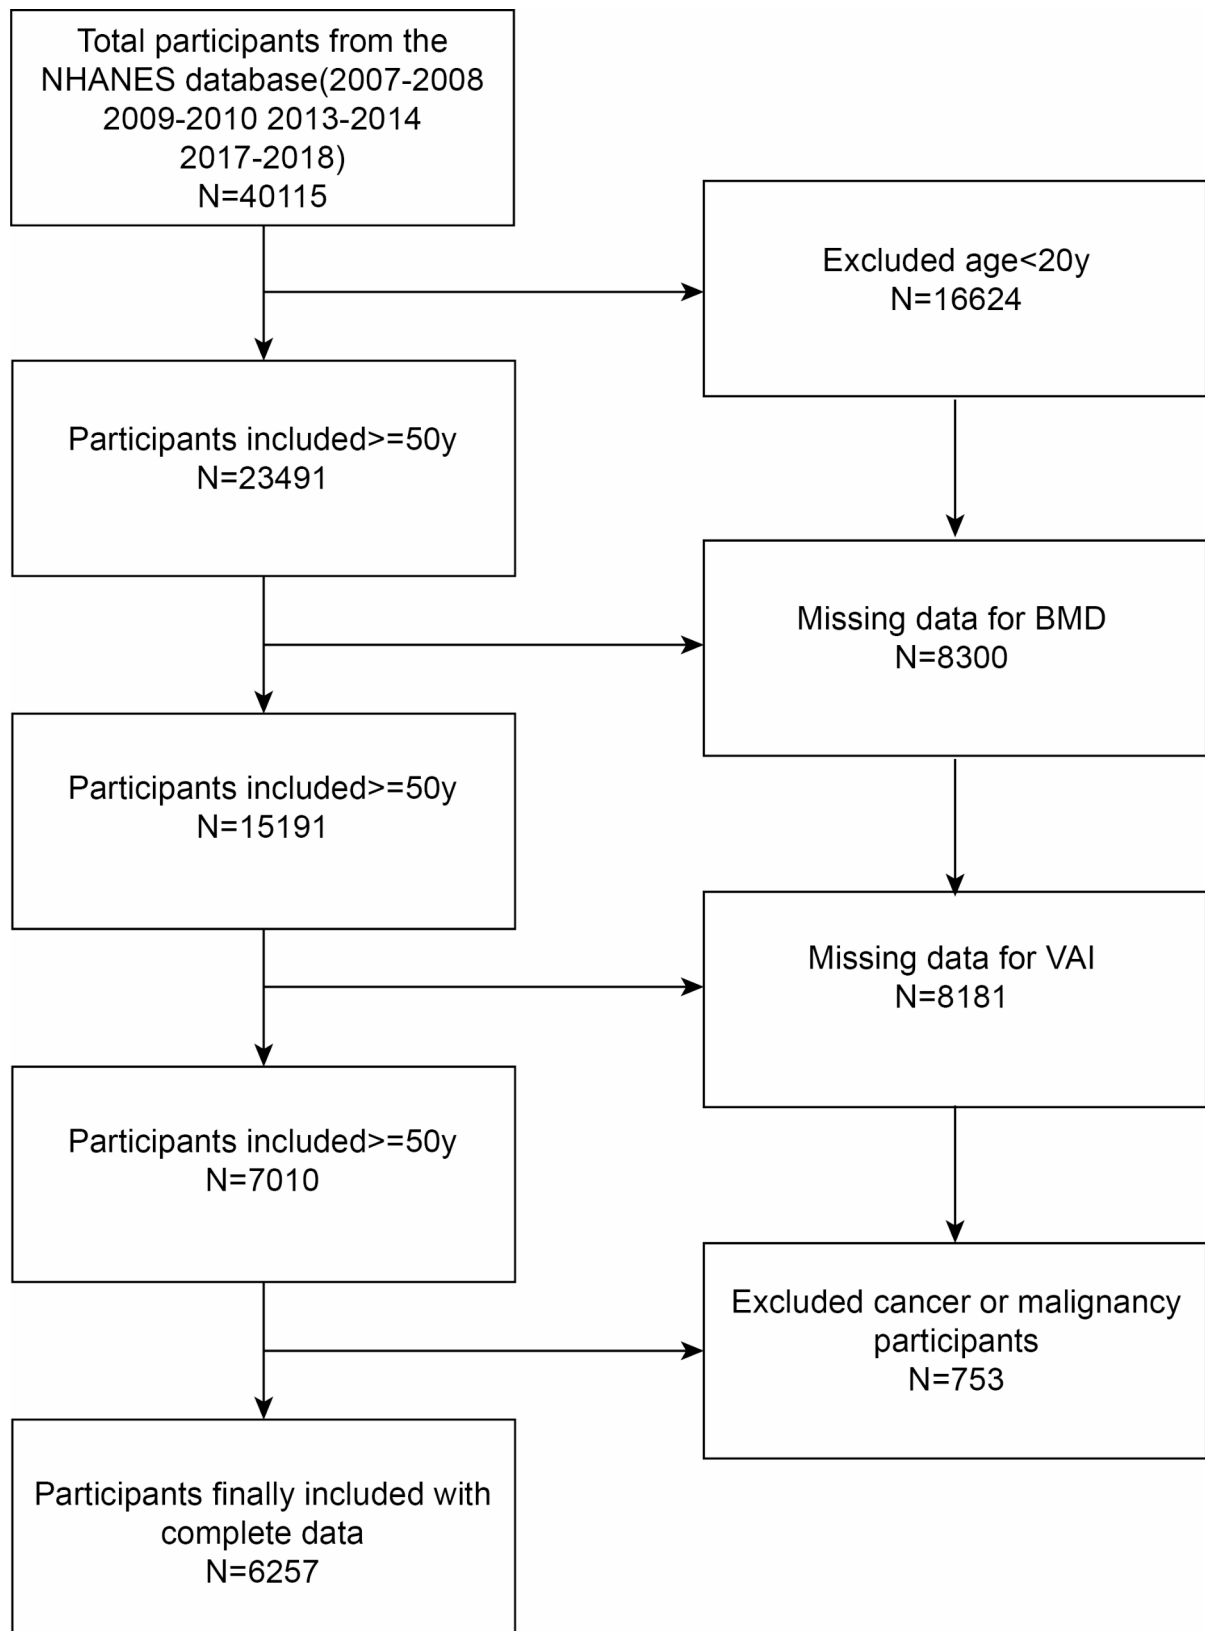 Total participants from the
NHANES database(2007-2008
2009-2010 2013-2014
2017-2018)
N=40115
Excluded age<20y
N=16624
Participants included>=50y
N=23491
Missing data for BMD
N=8300
Participants included>=50y
N=15191
Missing data for VAI
N=8181
Participants included>=50y
N=7010
Excluded cancer or malignancy
participants
N=753
Participants finally included with
complete data
N=6257